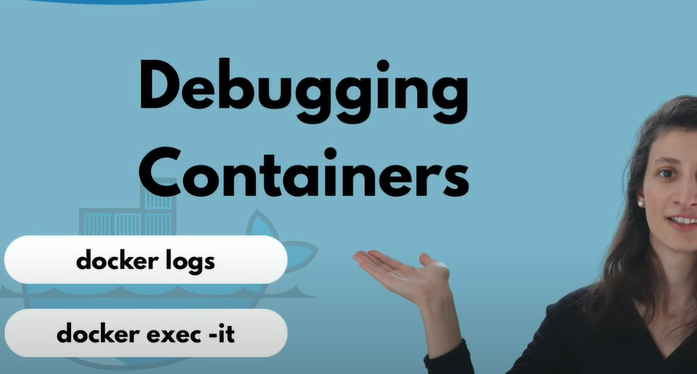 Debugging
Containers
docker logs
docker exec -it